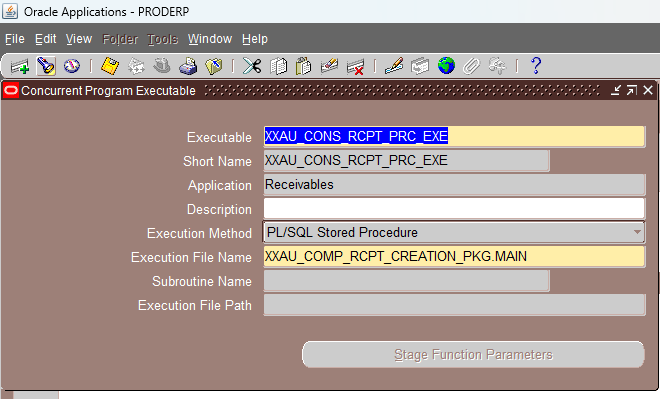 Oracle Applications - PRODERP
File Edit View Folder Tools Window Help
?
Concurrent Program Executable
Executable XXAU_CONS_RCPT_PRC_EXE
Short Name XXAU_CONS_RCPT_PRC_EXE
Application Receivables
Description
Execution Method PL/SQL Stored Procedure
Execution File Name XXAU_COMP_RCPT_CREATION_PKG.MAIN
Subroutine Name
Execution File Path
Stage Function Parameters